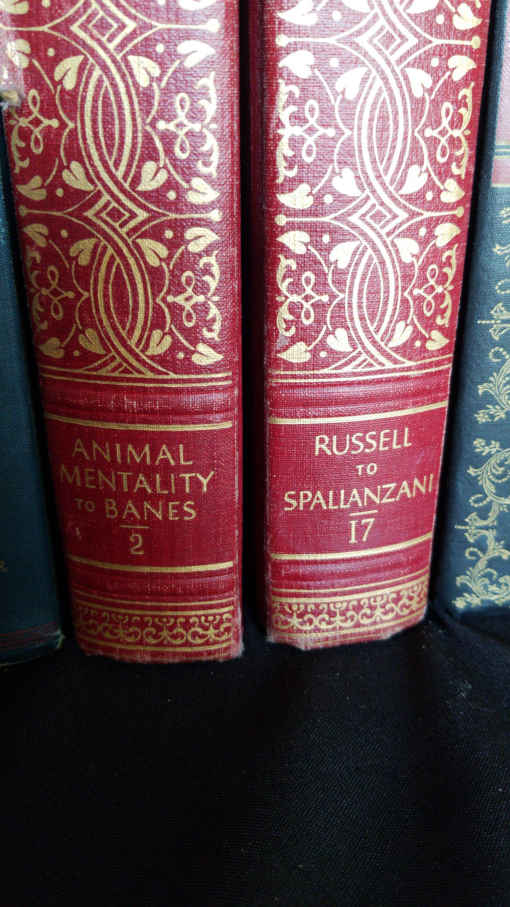 ANIMAL
MENTALITY
TO BANES
2
RUSSELL
TO
SPALLANZANI
17